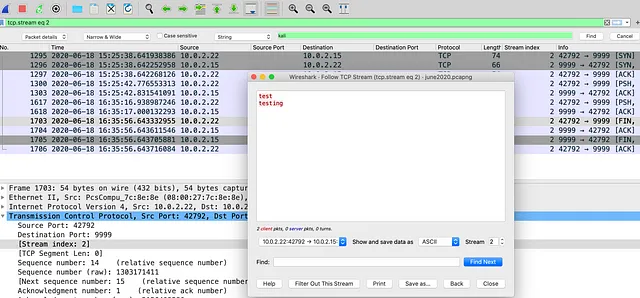 tcp.stream eq 2
Packet details Narrow & Wide Case sensitive String kali Find Cancel
No. Time Source Source Port Destination Destination Port Protocol Length Stream index Info
1295 2020-06-18 15:25:38.641938386 10.0.2.22 10.0.2.15 TCP 74 2 42792 → 9999 [SYN]
1296 2020-06-18 15:25:38.642252958 10.0.2.15 10.0.2.22 TCP 66 2 9999 → 42792 [SYN,
1297 2020-06-18 15:25:38.642268126 10.0.2.22 2 42792 → 9999 [ACK]
1300 2020-06-18 15:25:42.776553313 10.0.2.22 2 42792 → 9999 [PSH,
1301 2020-06-18 15:25:42.831541091 10.0.2.15 2 9999 → 42792 [ACK]
1617 2020-06-18 16:35:16.938987246 10.0.2.22 2 42792 → 9999 [PSH,
1618 2020-06-18 16:35:17.000132293 10.0.2.15 2 9999 → 42792 [ACK]
1703 2020-06-18 16:35:56.643332955 10.0.2.22 2 42792 → 9999 [FIN,
1704 2020-06-18 16:35:56.643611546 10.0.2.15 2 9999 → 42792 [ACK]
1705 2020-06-18 16:35:56.643705881 10.0.2.15 2 9999 → 42792 [FIN,
1706 2020-06-18 16:35:56.643716084 10.0.2.22 2 42792 → 9999 [ACK]
Wireshark · Follow TCP Stream (tcp.stream eq 2) · june2020.pcapng
test
testing
2 client pkts, 0 server pkts, 0 turns.
10.0.2.22:42792 → 10.0.2.15 Show and save data as ASCII Stream 2
Find: Find Next
Help Filter Out This Stream Print Save as... Back Close
Frame 1703: 54 bytes on wire (432 bits), 54 bytes captur
Ethernet II, Src: PcsCompu_7c:8e:8e (08:00:27:7c:8e:8e),
Internet Protocol Version 4, Src: 10.0.2.22, Dst: 10.0.
Transmission Control Protocol, Src Port: 42792, Dst Port
Source Port: 42792
Destination Port: 9999
[Stream index: 2]
[TCP Segment Len: 0]
Sequence number: 14 (relative sequence number)
Sequence number (raw): 1303171411
[Next sequence number: 15 (relative sequence number)
Acknowledgment number: 1 (relative ack number)